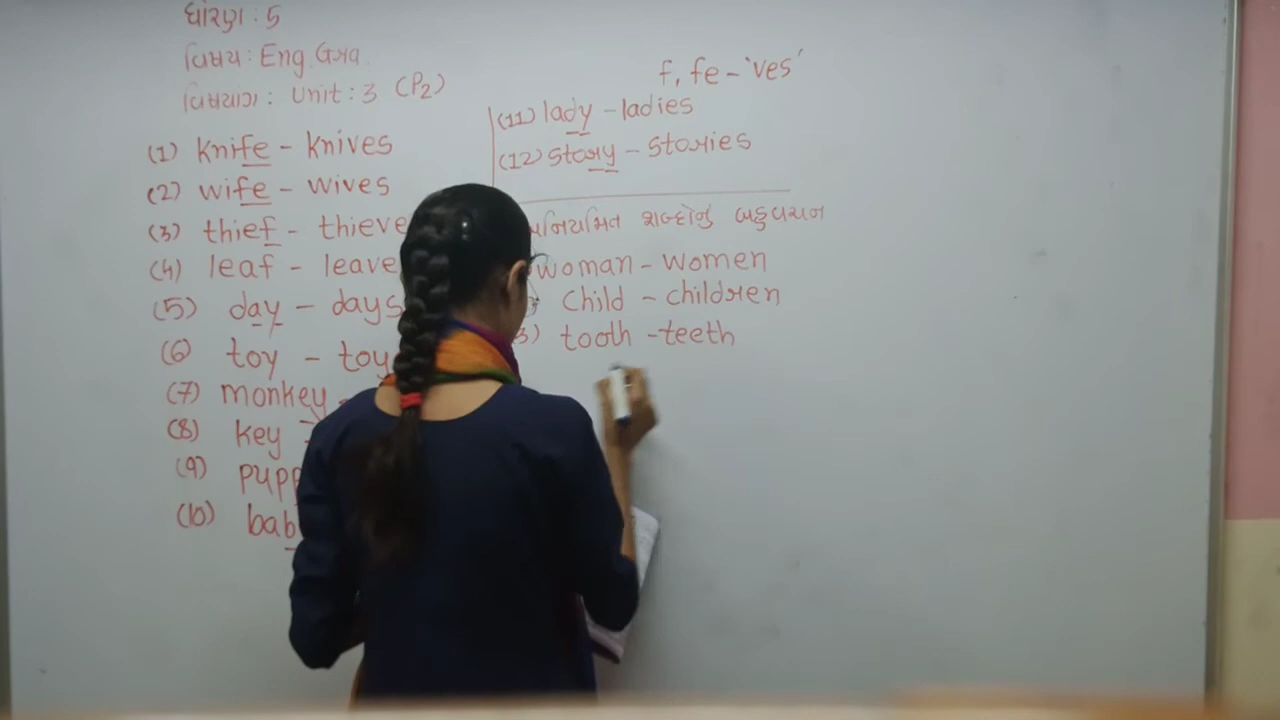 ધોરણ : 5
વિષય : Eng. ગ્રામ
વિષયાંગ : Unit : 3 (P2)
(1) knife - knives
(2) wife - wives
(3) thief - thieve
(4) leaf - leave
(5) day - days
(6) toy - toy
(7) monkey -
(8) key
(9) pupp
(10) bab
f, fe - 'ves'
(11) lady - ladies
(12) story - stories
અનિયમિત શબ્દોનું બહુવચન
woman - women
child - children
3) tooth - teeth